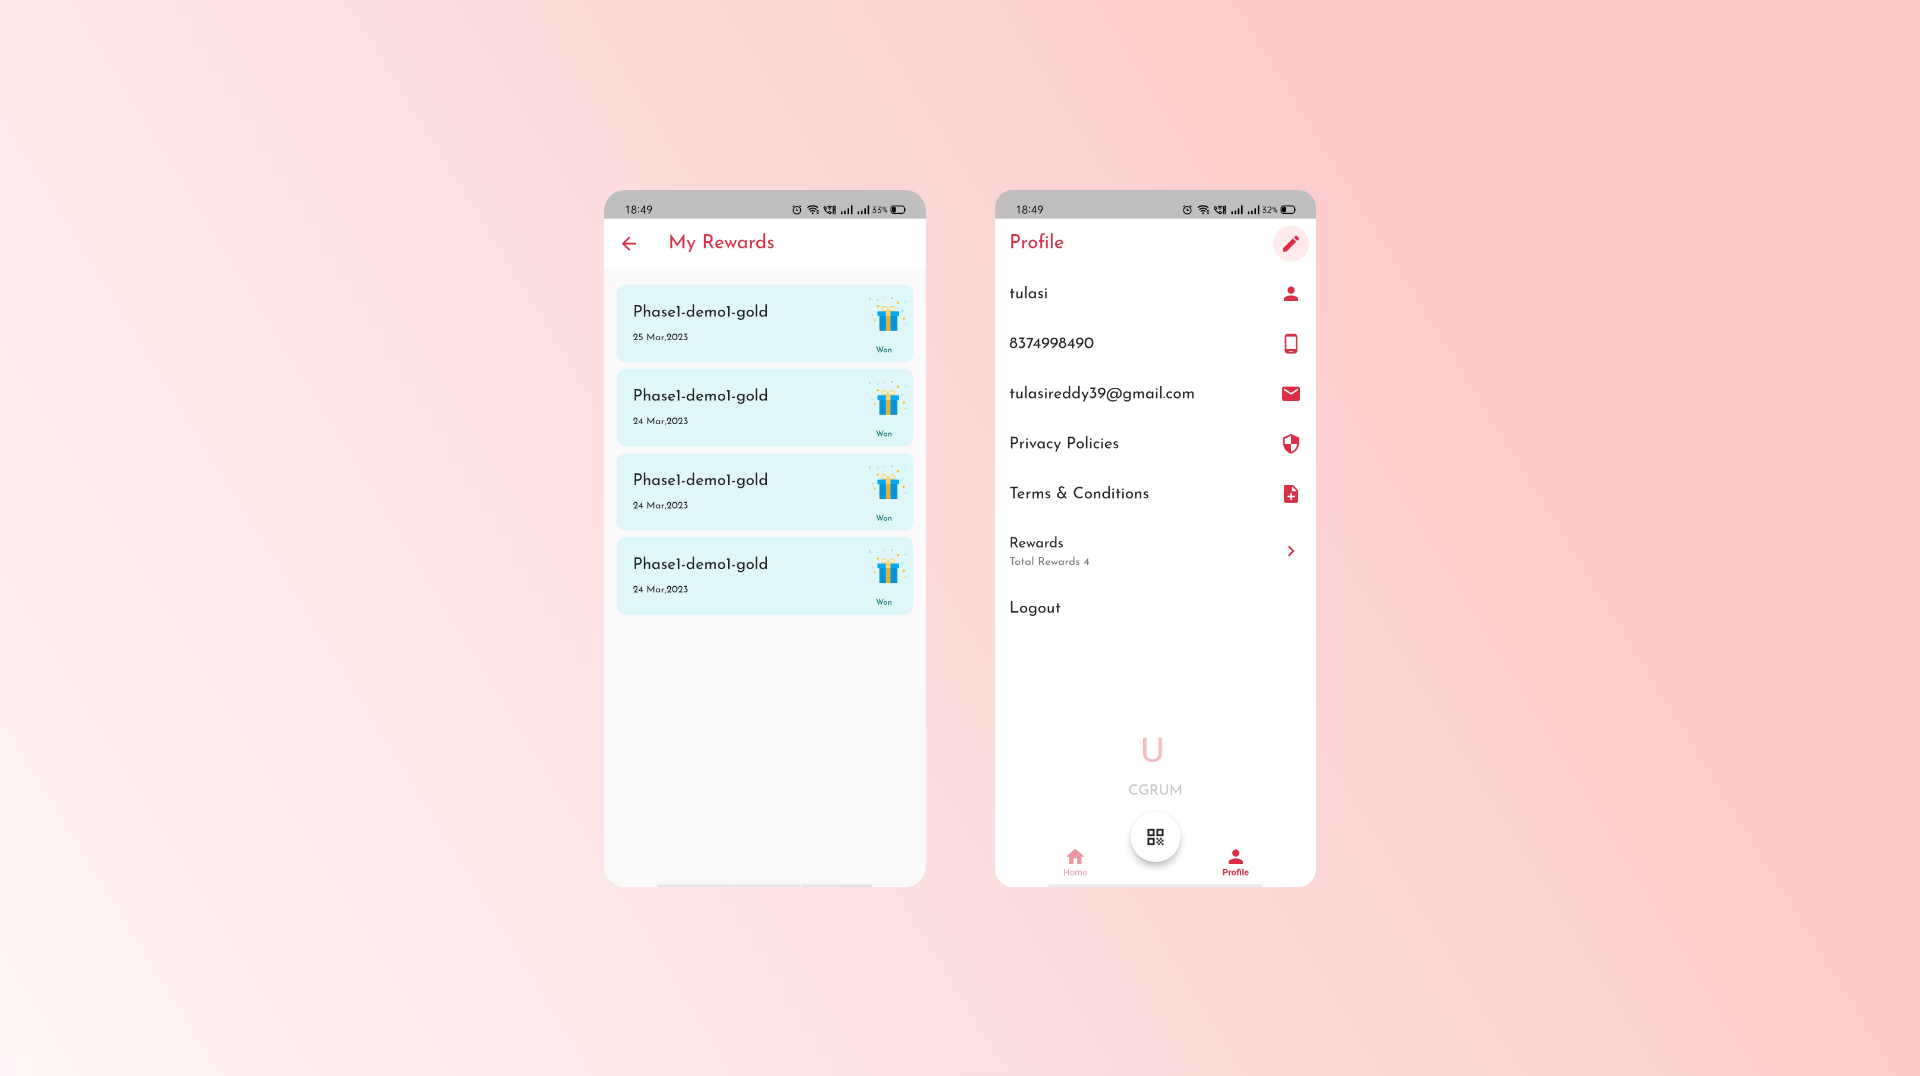 18:49
33%
My Rewards
Phase1-demo1-gold
25 Mar,2023
Won
Phase1-demo1-gold
24 Mar,2023
Won
Phase1-demo1-gold
24 Mar,2023
Won
Phase1-demo1-gold
24 Mar,2023
Won
18:49
32%
Profile
tulasi
8374998490
tulasireddy39@gmail.com
Privacy Policies
Terms & Conditions
Rewards
Total Rewards 4
Logout
U
CGRUM
Home
Profile